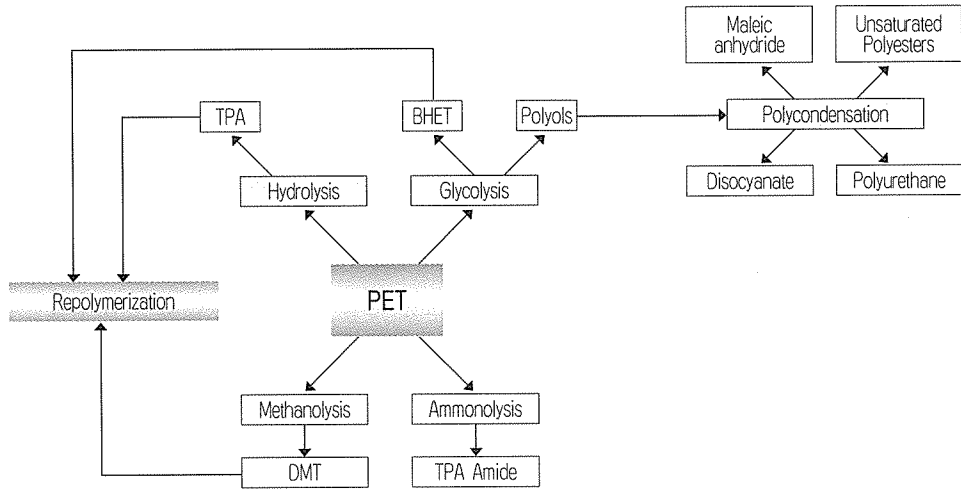 Maleic
anhydride
Unsaturated
Polyesters
TPA
BHET
Polyols
Polycondensation
Hydrolysis
Glycolysis
Disocyanate
Polyurethane
Repolymerization
PET
Methanolysis
Ammonolysis
DMT
TPA Amide